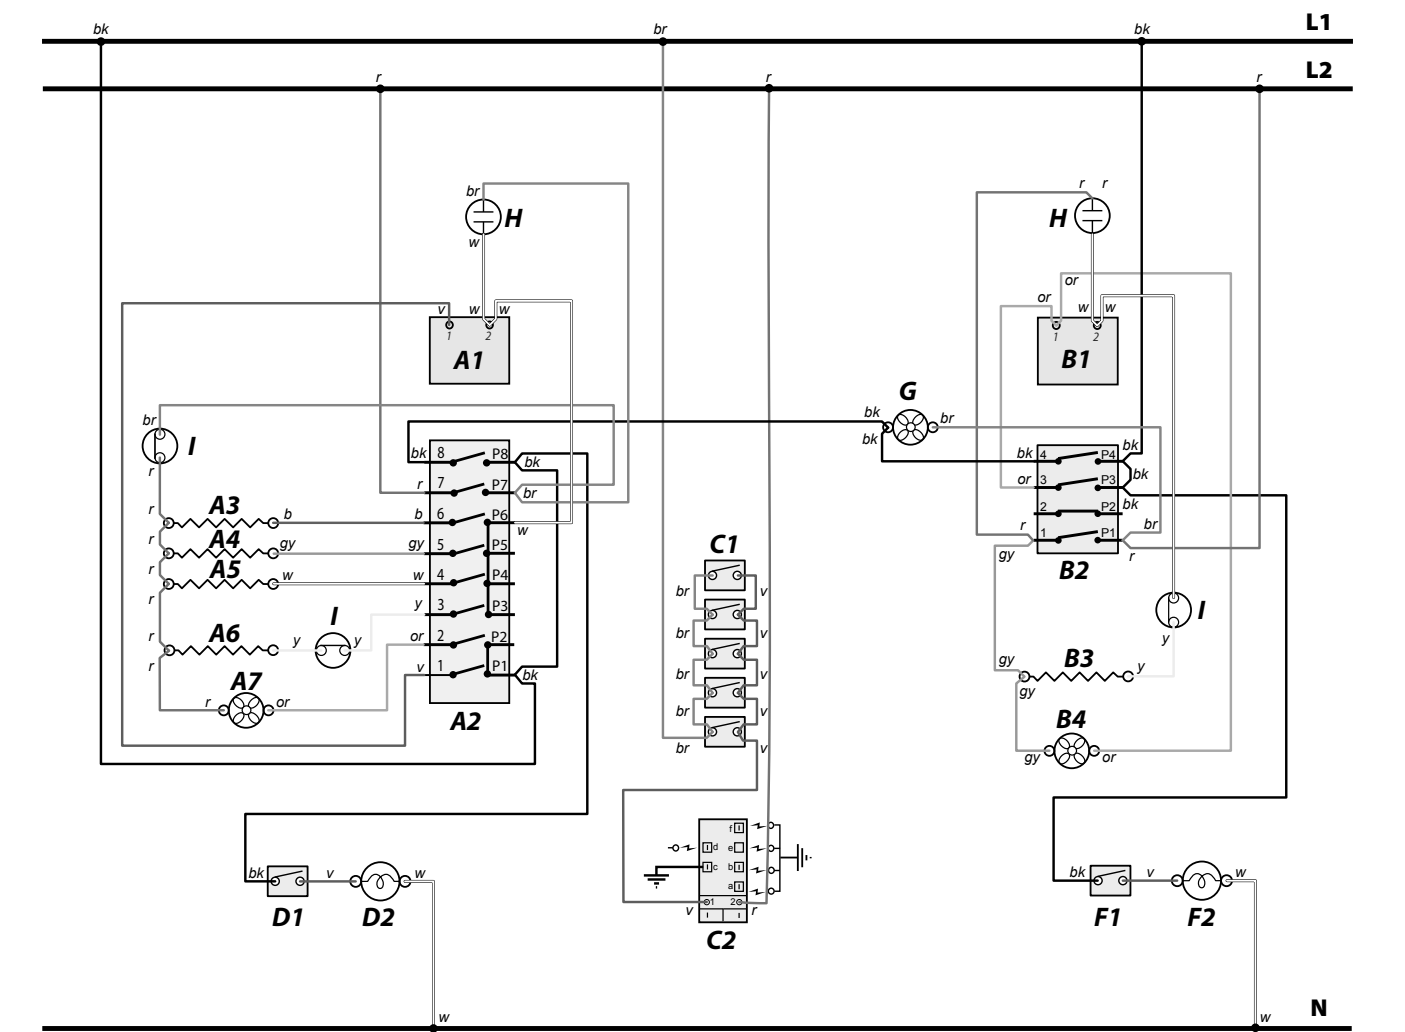 bk br bk L1
r r r L2
br H
w
r r
H
or
or
v w w
1 2
A1
w w
1 2
B1
G
bk br
bk
br I
r
bk 8 P8 bk
r 7 P7 br
r A3 b b 6 P6
w
r A4 gy gy 5 P5
r A5 w w 4 P4
r
y 3 P3
r A6 y I y or 2 P2
r v 1 P1 bk
A7
r or
A2
bk 4 P4 bk
or 3 P3 bk
2 P2
r 1 P1 br
gy r
B2
C1
br v
br v
br v
br v
br v
I
y
gy B3 y
gy
B4
gy or
f
d e
c b
a
1 2
v r
C2
bk v w
D1 D2
bk v w
F1 F2
w w N